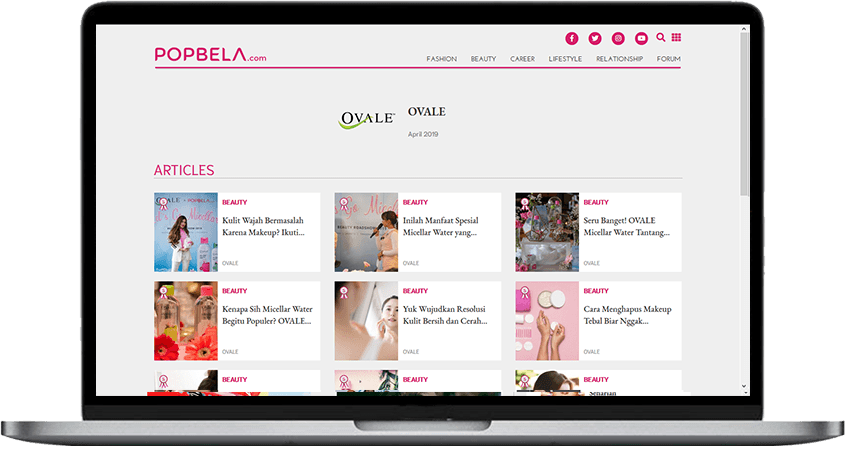 POPBELA.com
FASHION BEAUTY CAREER LIFESTYLE RELATIONSHIP FORUM
OVALE
OVALE
April 2019
ARTICLES
BEAUTY
Kulit Wajah Bermasalah
Karena Makeup? Ikuti...
OVALE
BEAUTY
Inilah Manfaat Spesial
Micellar Water yang...
OVALE
BEAUTY
Seru Banget! OVALE
Micellar Water Tantang...
OVALE
BEAUTY
Kenapa Sih Micellar Water
Begitu Populer? OVALE...
OVALE
BEAUTY
Yuk Wujudkan Resolusi
Kulit Bersih dan Cerah...
OVALE
BEAUTY
Cara Menghapus Makeup
Tebal Biar Nggak...
OVALE
BEAUTY
BEAUTY
BEAUTY